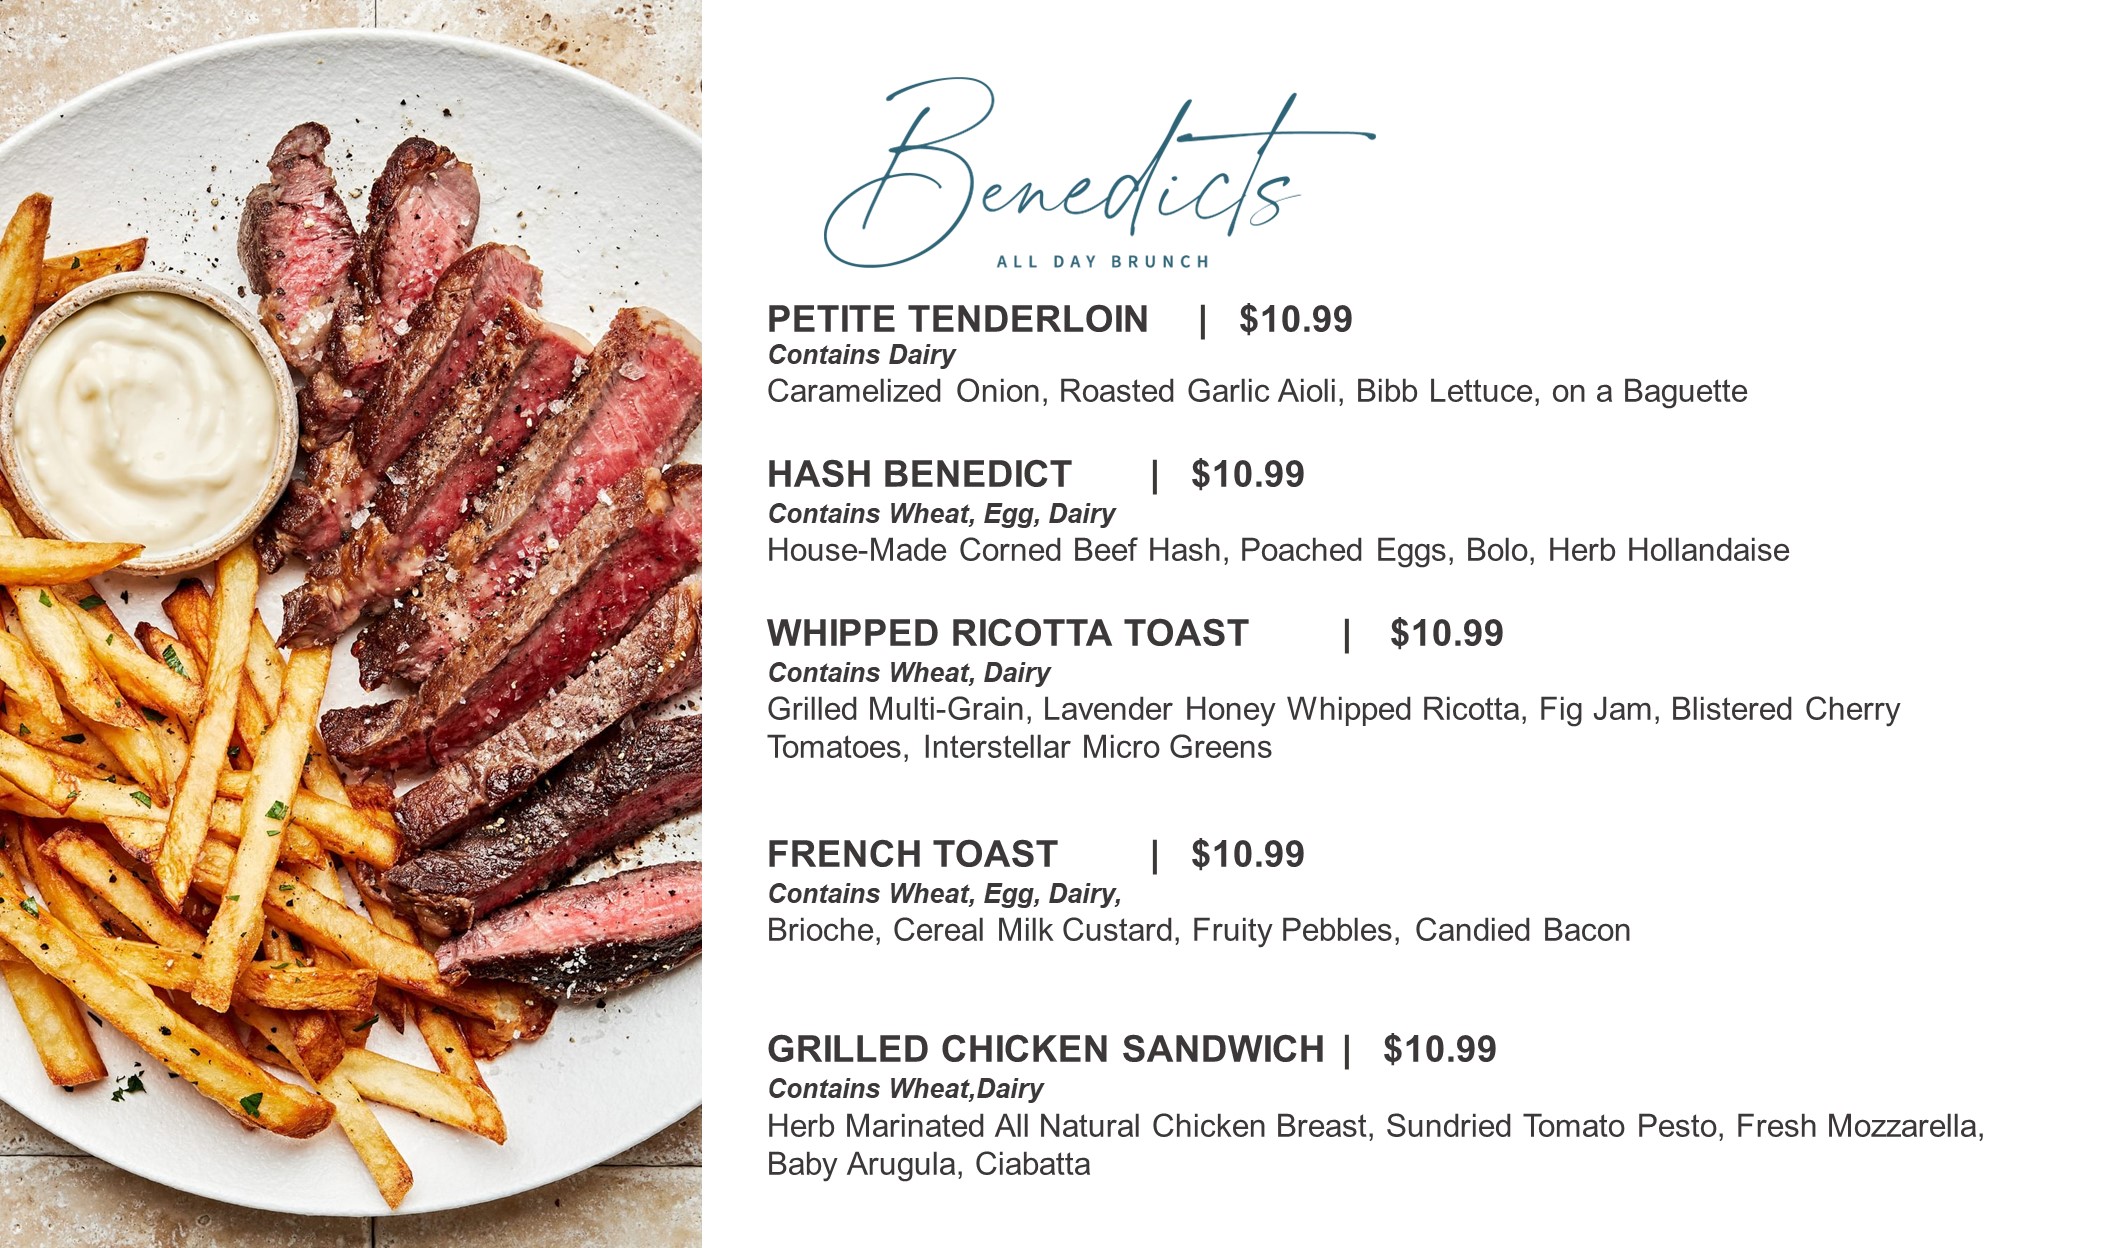 Benedicts
ALL DAY BRUNCH
PETITE TENDERLOIN | $10.99
Contains Dairy
Caramelized Onion, Roasted Garlic Aioli, Bibb Lettuce, on a Baguette
HASH BENEDICT | $10.99
Contains Wheat, Egg, Dairy
House-Made Corned Beef Hash, Poached Eggs, Bolo, Herb Hollandaise
WHIPPED RICOTTA TOAST | $10.99
Contains Wheat, Dairy
Grilled Multi-Grain, Lavender Honey Whipped Ricotta, Fig Jam, Blistered Cherry
Tomatoes, Interstellar Micro Greens
FRENCH TOAST | $10.99
Contains Wheat, Egg, Dairy,
Brioche, Cereal Milk Custard, Fruity Pebbles, Candied Bacon
GRILLED CHICKEN SANDWICH | $10.99
Contains Wheat,Dairy
Herb Marinated All Natural Chicken Breast, Sundried Tomato Pesto, Fresh Mozzarella,
Baby Arugula, Ciabatta